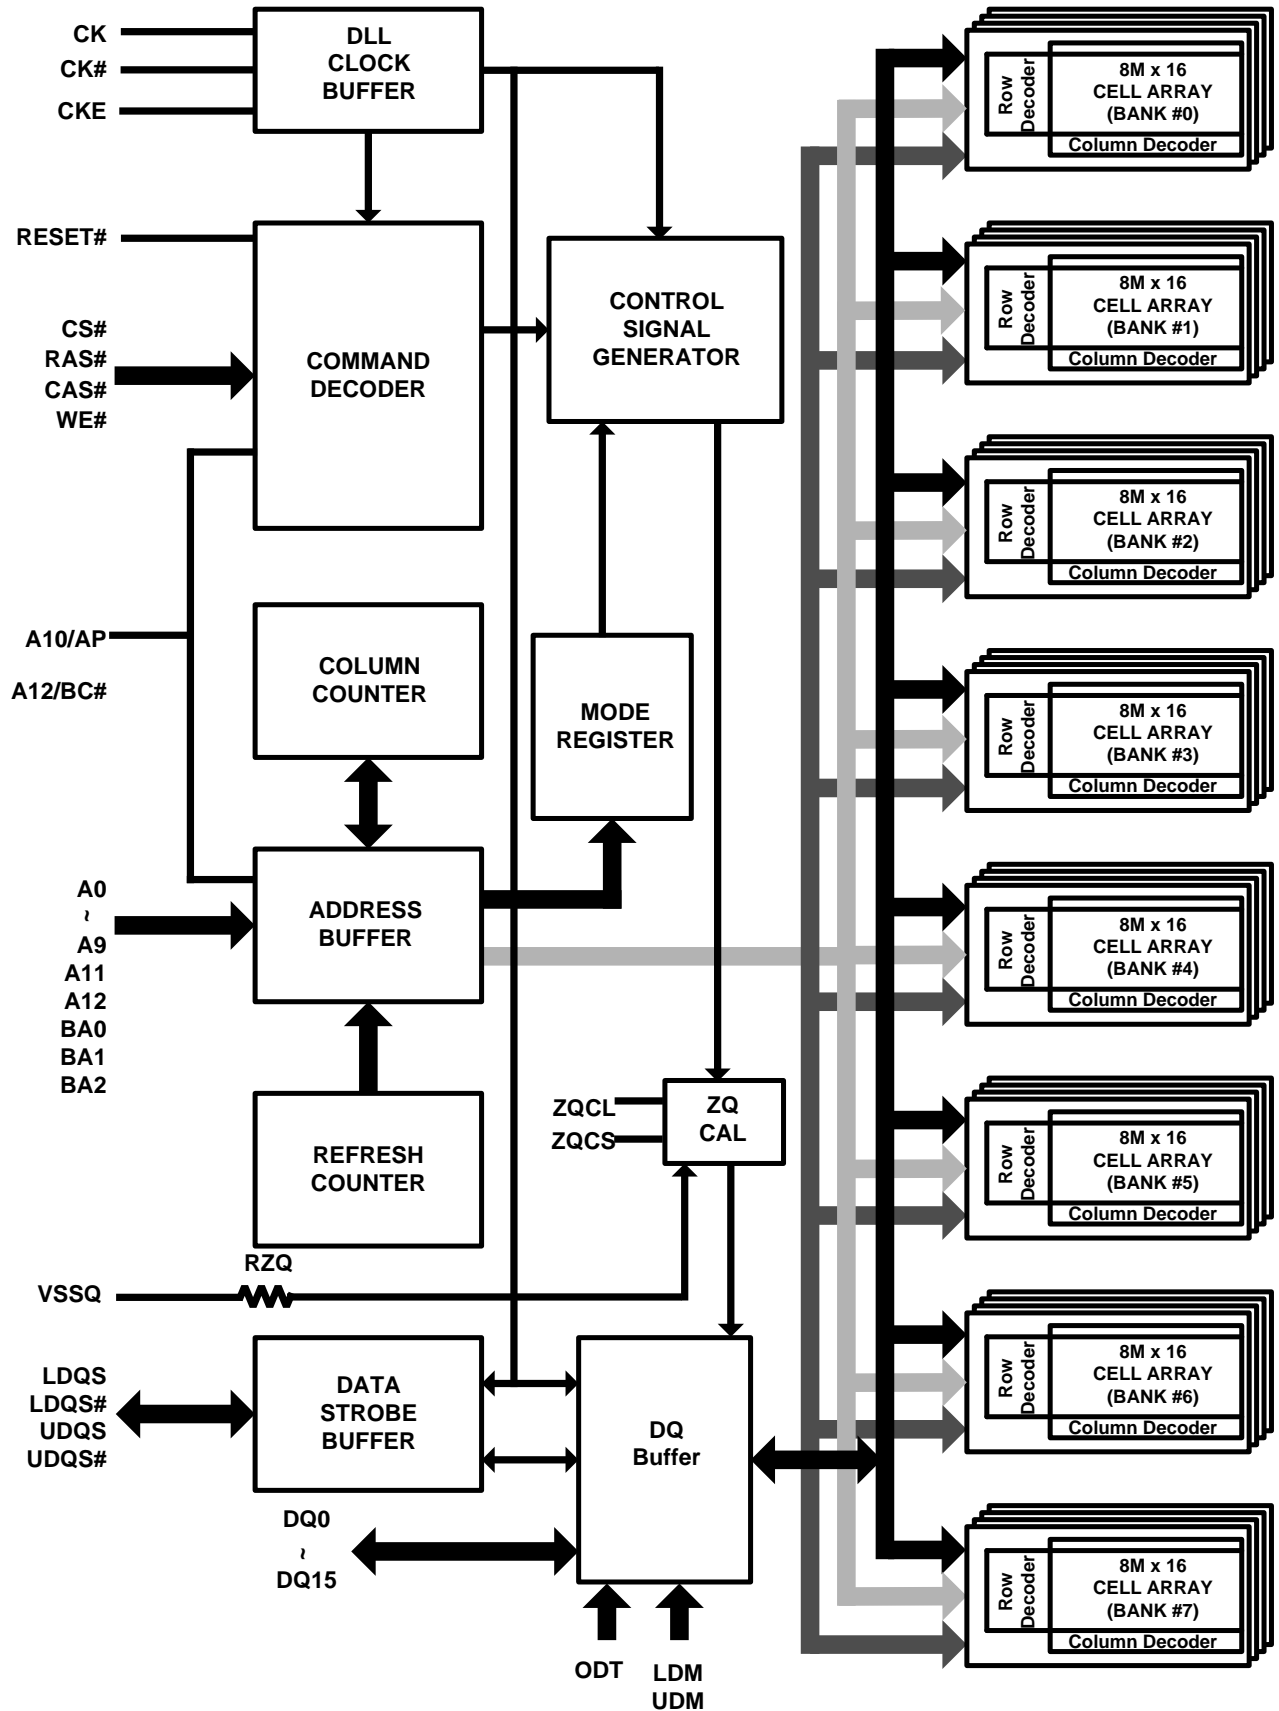 CK
CK#
CKE
DLL
CLOCK
BUFFER
RESET#
CS#
RAS#
CAS#
WE#
COMMAND
DECODER
CONTROL
SIGNAL
GENERATOR
A10/AP
A12/BC#
COLUMN
COUNTER
MODE
REGISTER
A0
~
A9
A11
A12
BA0
BA1
BA2
ADDRESS
BUFFER
REFRESH
COUNTER
ZQCL
ZQCS
ZQ
CAL
RZQ
VSSQ
LDQS
LDQS#
UDQS
UDQS#
DATA
STROBE
BUFFER
DQ
Buffer
DQ0
~
DQ15
ODT
LDM
UDM
Row
Decoder
8M x 16
CELL ARRAY
(BANK #0)
Column Decoder
Row
Decoder
8M x 16
CELL ARRAY
(BANK #1)
Column Decoder
Row
Decoder
8M x 16
CELL ARRAY
(BANK #2)
Column Decoder
Row
Decoder
8M x 16
CELL ARRAY
(BANK #3)
Column Decoder
Row
Decoder
8M x 16
CELL ARRAY
(BANK #4)
Column Decoder
Row
Decoder
8M x 16
CELL ARRAY
(BANK #5)
Column Decoder
Row
Decoder
8M x 16
CELL ARRAY
(BANK #6)
Column Decoder
Row
Decoder
8M x 16
CELL ARRAY
(BANK #7)
Column Decoder